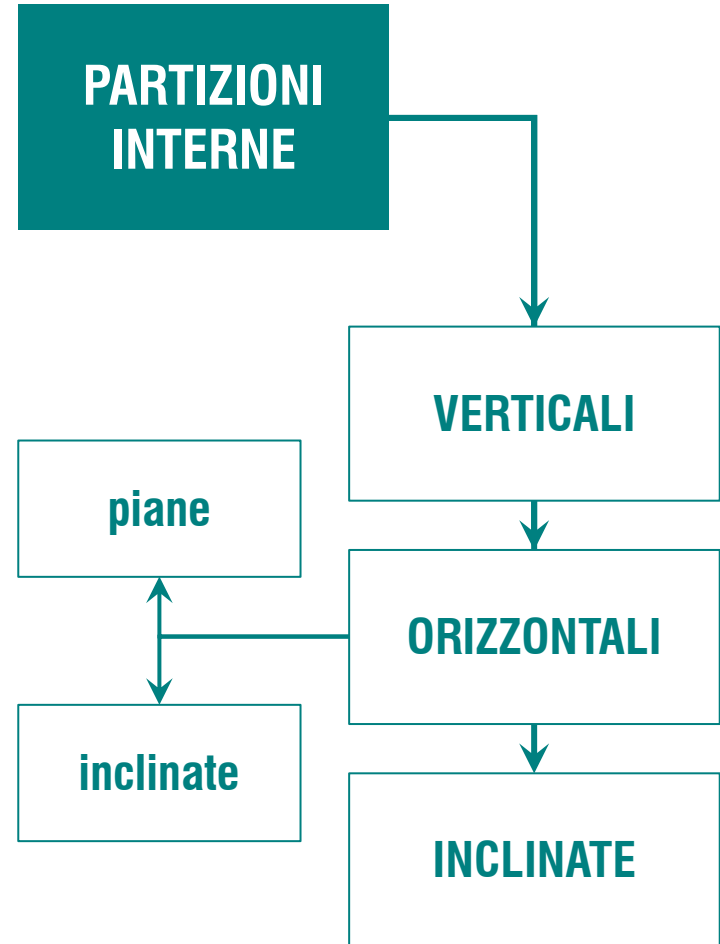 PARTIZIONI
INTERNE
VERTICALI
piane
ORIZZONTALI
inclinate
INCLINATE